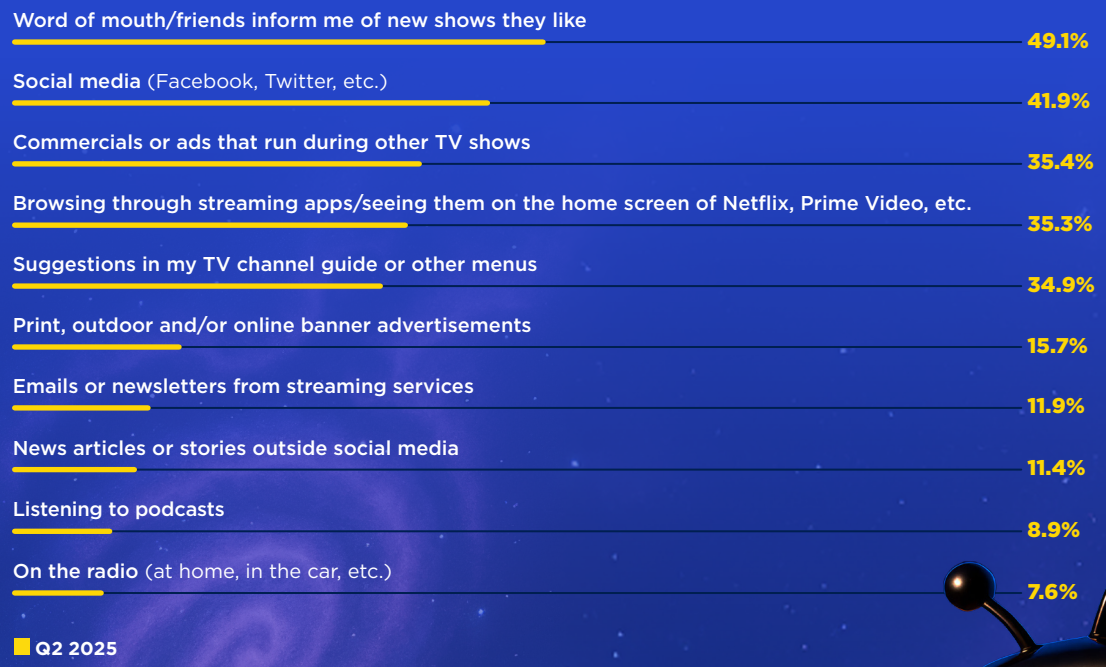 Word of mouth/friends inform me of new shows they like
49.1%
Social media (Facebook, Twitter, etc.)
41.9%
Commercials or ads that run during other TV shows
35.4%
Browsing through streaming apps/seeing them on the home screen of Netflix, Prime Video, etc.
35.3%
Suggestions in my TV channel guide or other menus
34.9%
Print, outdoor and/or online banner advertisements
15.7%
Emails or newsletters from streaming services
11.9%
News articles or stories outside social media
11.4%
Listening to podcasts
8.9%
On the radio (at home, in the car, etc.)
7.6%
Q2 2025